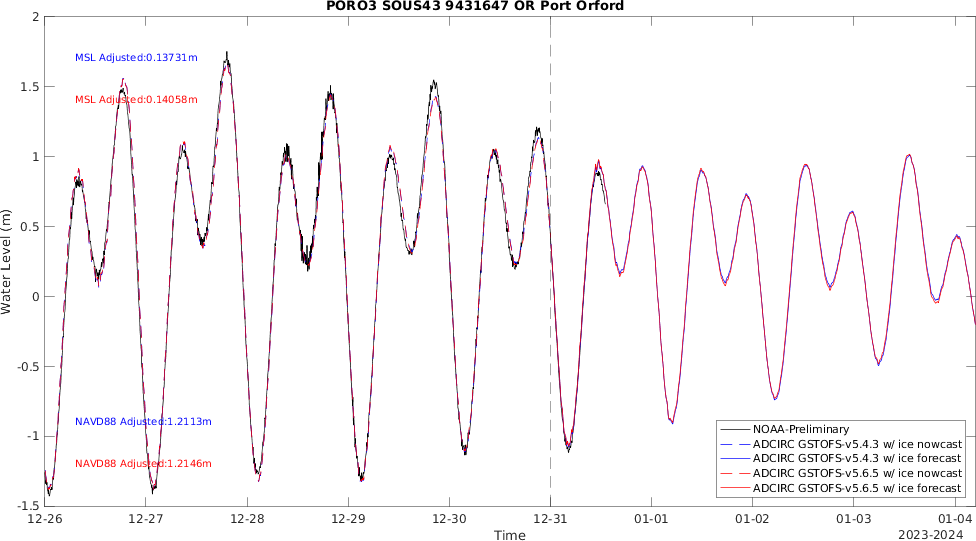 PORO3 SOUS43 9431647 OR Port Orford
Water Level (m)
2
1.5
1
0.5
0
-0.5
-1
-1.5
MSL Adjusted:0.13731m
MSL Adjusted:0.14058m
NAVD88 Adjusted:1.2113m
NAVD88 Adjusted:1.2146m
NOAA-Preliminary
ADCIRC GSTOFS-v5.4.3 w/ ice nowcast
ADCIRC GSTOFS-v5.4.3 w/ ice forecast
ADCIRC GSTOFS-v5.6.5 w/ ice nowcast
ADCIRC GSTOFS-v5.6.5 w/ ice forecast
12-26 12-27 12-28 12-29 12-30 12-31 01-01 01-02 01-03 01-04
Time
2023-2024